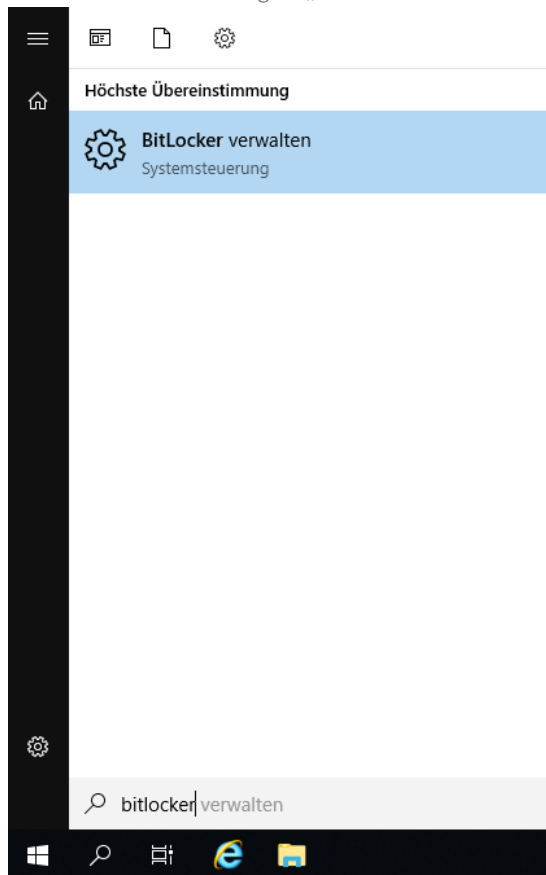 Höchste Übereinstimmung
BitLocker verwalten
Systemsteuerung
bitlocker verwalten